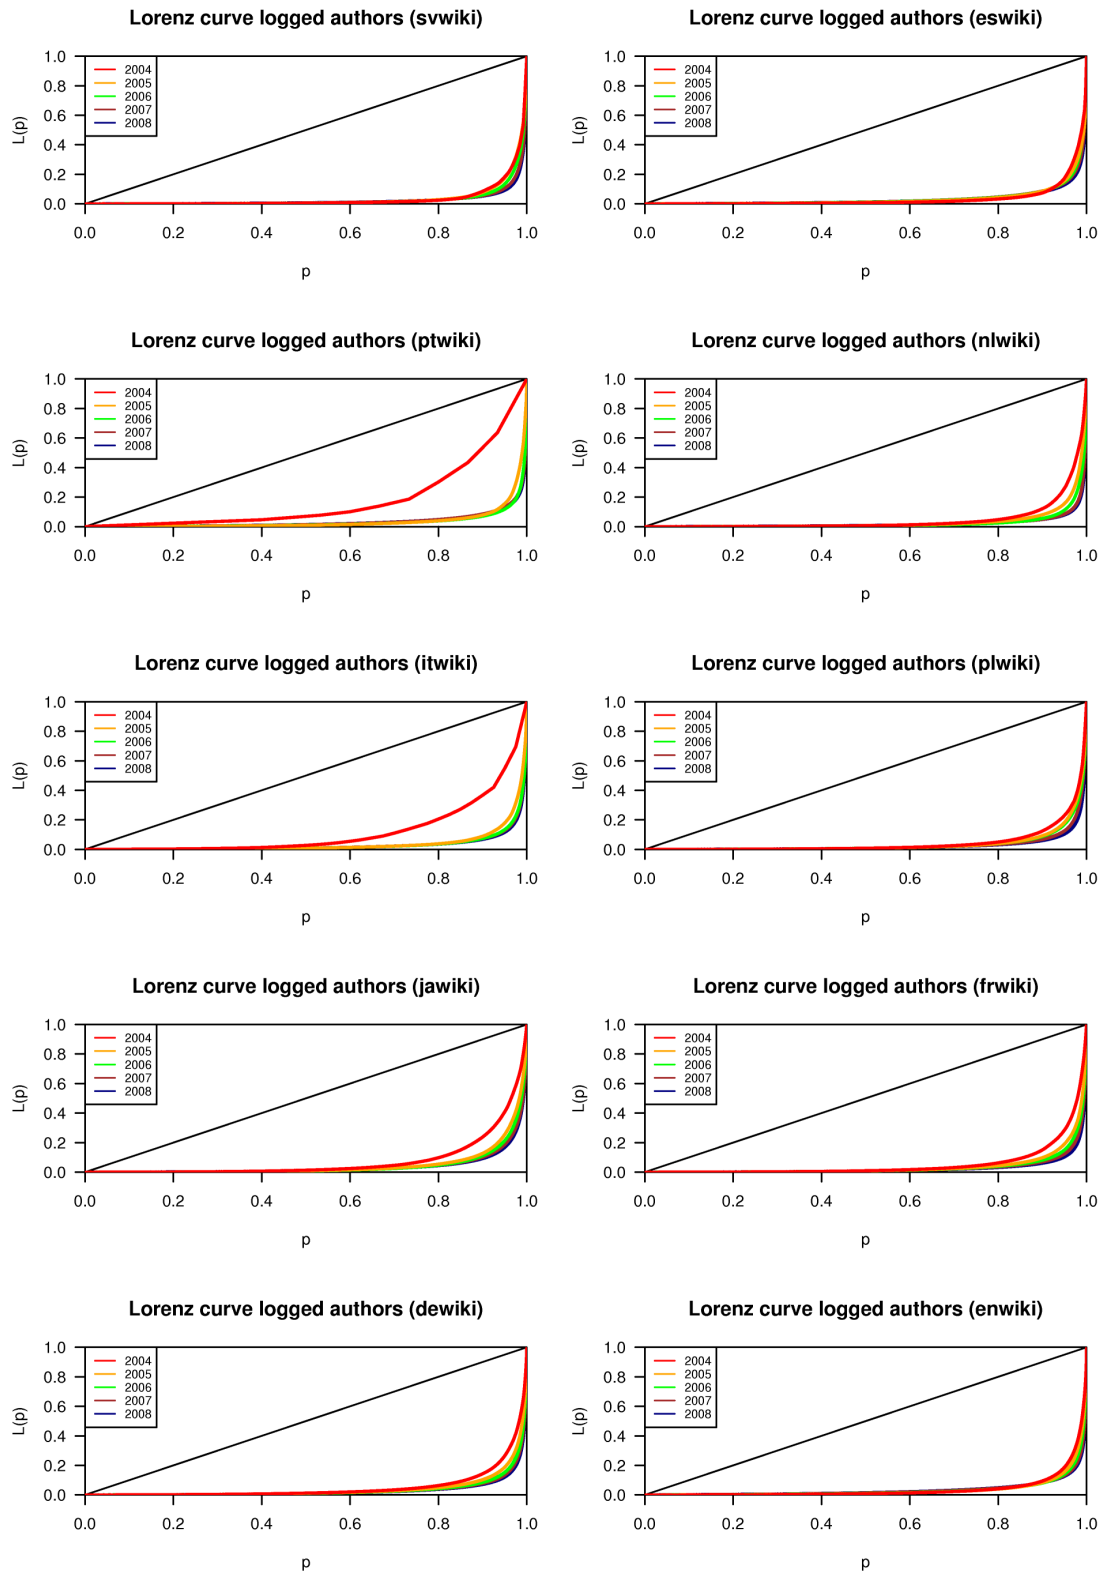 Lorenz curve logged authors (svwiki)
L(p)
1.0
0.8
0.6
0.4
0.2
0.0
2004
2005
2006
2007
2008
0.0 0.2 0.4 0.6 0.8 1.0
p
Lorenz curve logged authors (eswiki)
L(p)
1.0
0.8
0.6
0.4
0.2
0.0
2004
2005
2006
2007
2008
0.0 0.2 0.4 0.6 0.8 1.0
p
Lorenz curve logged authors (ptwiki)
L(p)
1.0
0.8
0.6
0.4
0.2
0.0
2004
2005
2006
2007
2008
0.0 0.2 0.4 0.6 0.8 1.0
p
Lorenz curve logged authors (nlwiki)
L(p)
1.0
0.8
0.6
0.4
0.2
0.0
2004
2005
2006
2007
2008
0.0 0.2 0.4 0.6 0.8 1.0
p
Lorenz curve logged authors (itwiki)
L(p)
1.0
0.8
0.6
0.4
0.2
0.0
2004
2005
2006
2007
2008
0.0 0.2 0.4 0.6 0.8 1.0
p
Lorenz curve logged authors (plwiki)
L(p)
1.0
0.8
0.6
0.4
0.2
0.0
2004
2005
2006
2007
2008
0.0 0.2 0.4 0.6 0.8 1.0
p
Lorenz curve logged authors (jawiki)
L(p)
1.0
0.8
0.6
0.4
0.2
0.0
2004
2005
2006
2007
2008
0.0 0.2 0.4 0.6 0.8 1.0
p
Lorenz curve logged authors (frwiki)
L(p)
1.0
0.8
0.6
0.4
0.2
0.0
2004
2005
2006
2007
2008
0.0 0.2 0.4 0.6 0.8 1.0
p
Lorenz curve logged authors (dewiki)
L(p)
1.0
0.8
0.6
0.4
0.2
0.0
2004
2005
2006
2007
2008
0.0 0.2 0.4 0.6 0.8 1.0
p
Lorenz curve logged authors (enwiki)
L(p)
1.0
0.8
0.6
0.4
0.2
0.0
2004
2005
2006
2007
2008
0.0 0.2 0.4 0.6 0.8 1.0
p